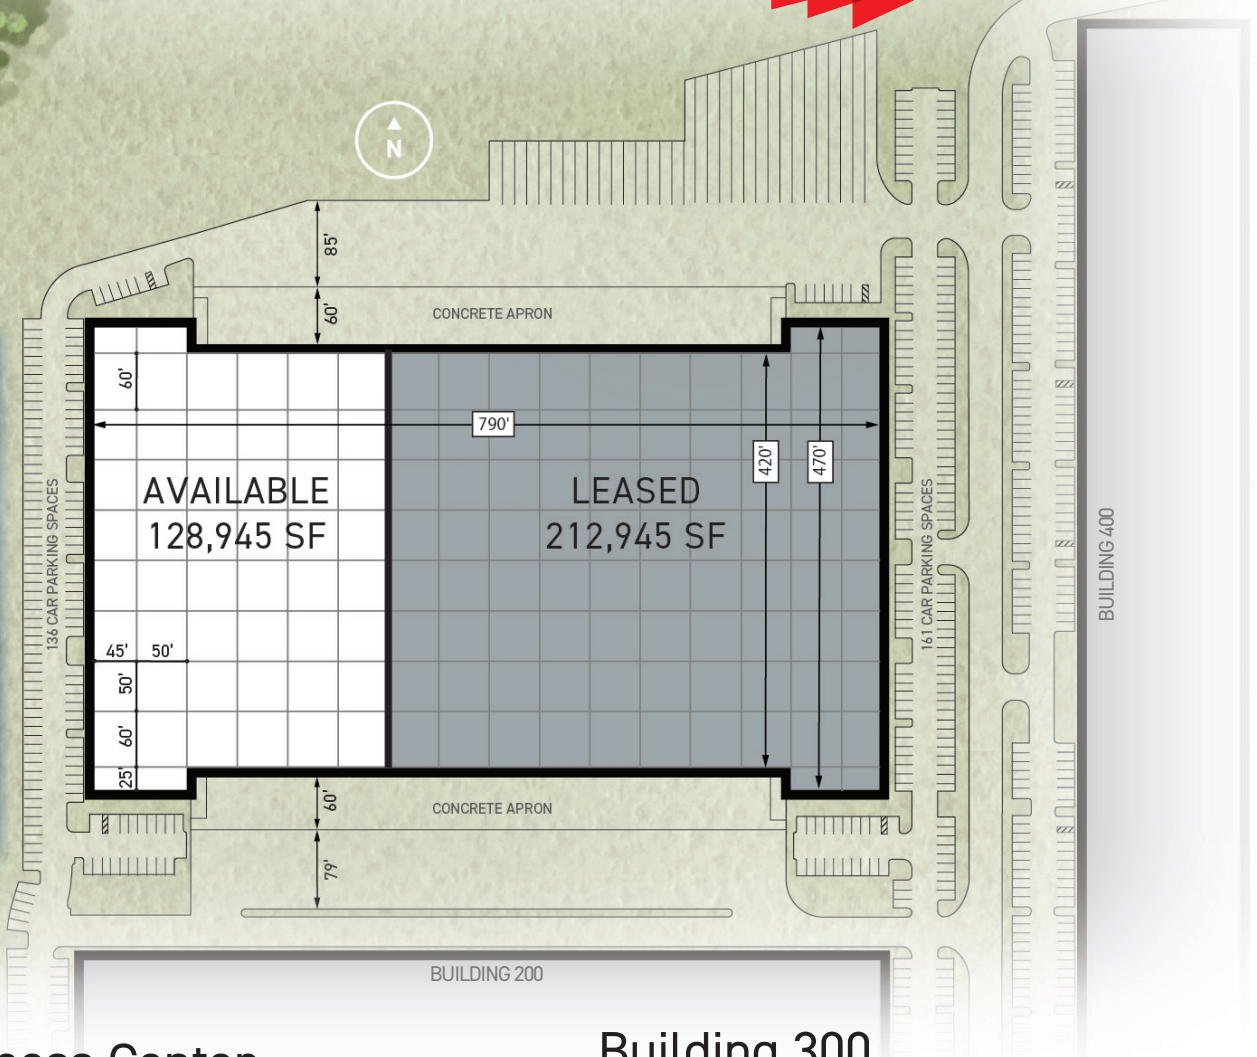 N
85'
60'
CONCRETE APRON
60'
790'
420'
470'
AVAILABLE
128,945 SF
LEASED
212,945 SF
136 CAR PARKING SPACES
161 CAR PARKING SPACES
BUILDING 400
45'
50'
50'
60'
25'
60'
CONCRETE APRON
79'
BUILDING 200
Building 300